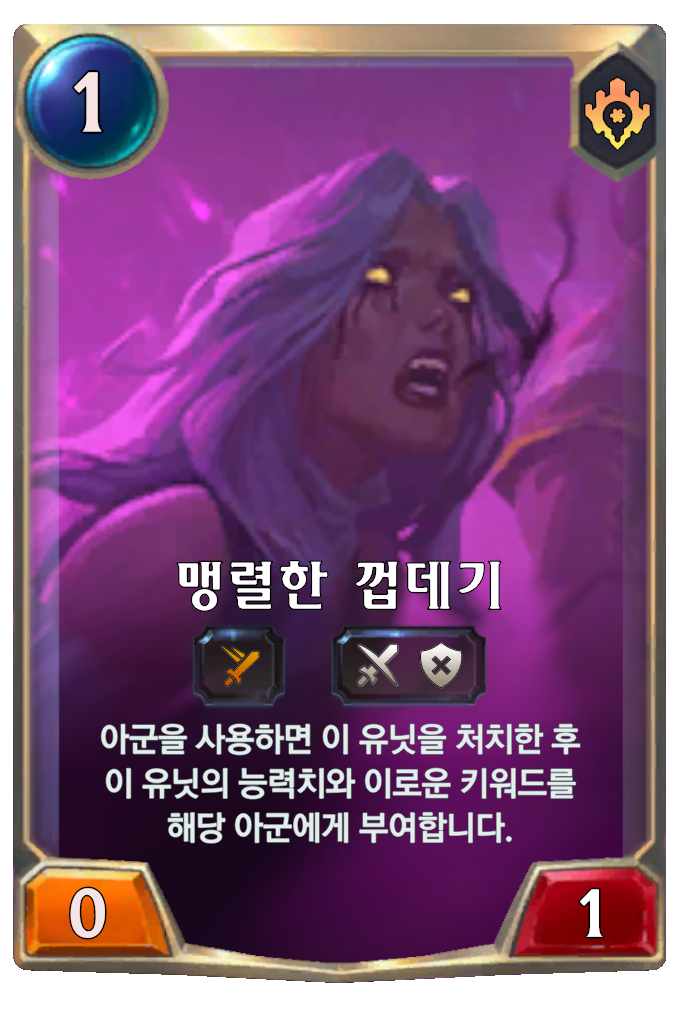 1
맹렬한 껍데기
아군을 사용하면 이 유닛을 처치한 후
이 유닛의 능력치와 이로운 키워드를
해당 아군에게 부여합니다.
0
1